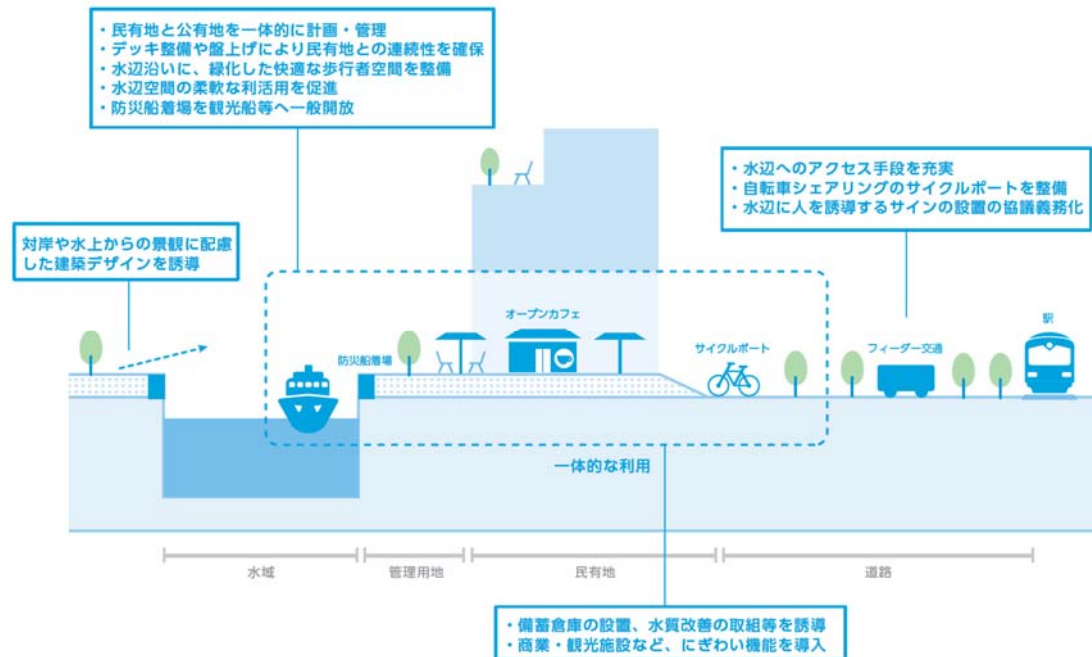 ・民有地と公有地を一体的に計画・管理
・デッキ整備や盤上げにより民有地との連続性を確保
・水辺沿いに、緑化した快適な歩行者空間を整備
・水辺空間の柔軟な利活用を促進
・防災船着場を観光船等へ一般開放
・水辺へのアクセス手段を充実
・自転車シェアリングのサイクルポートを整備
・水辺に人を誘導するサインの設置の協議義務化
対岸や水上からの景観に配慮
した建築デザインを誘導
オープンカフェ
駅
防災船着場
サイクルポート
フィーダー交通
一体的な利用
水域
管理用地
民有地
道路
・備蓄倉庫の設置、水質改善の取組等を誘導
・商業・観光施設など、にぎわい機能を導入